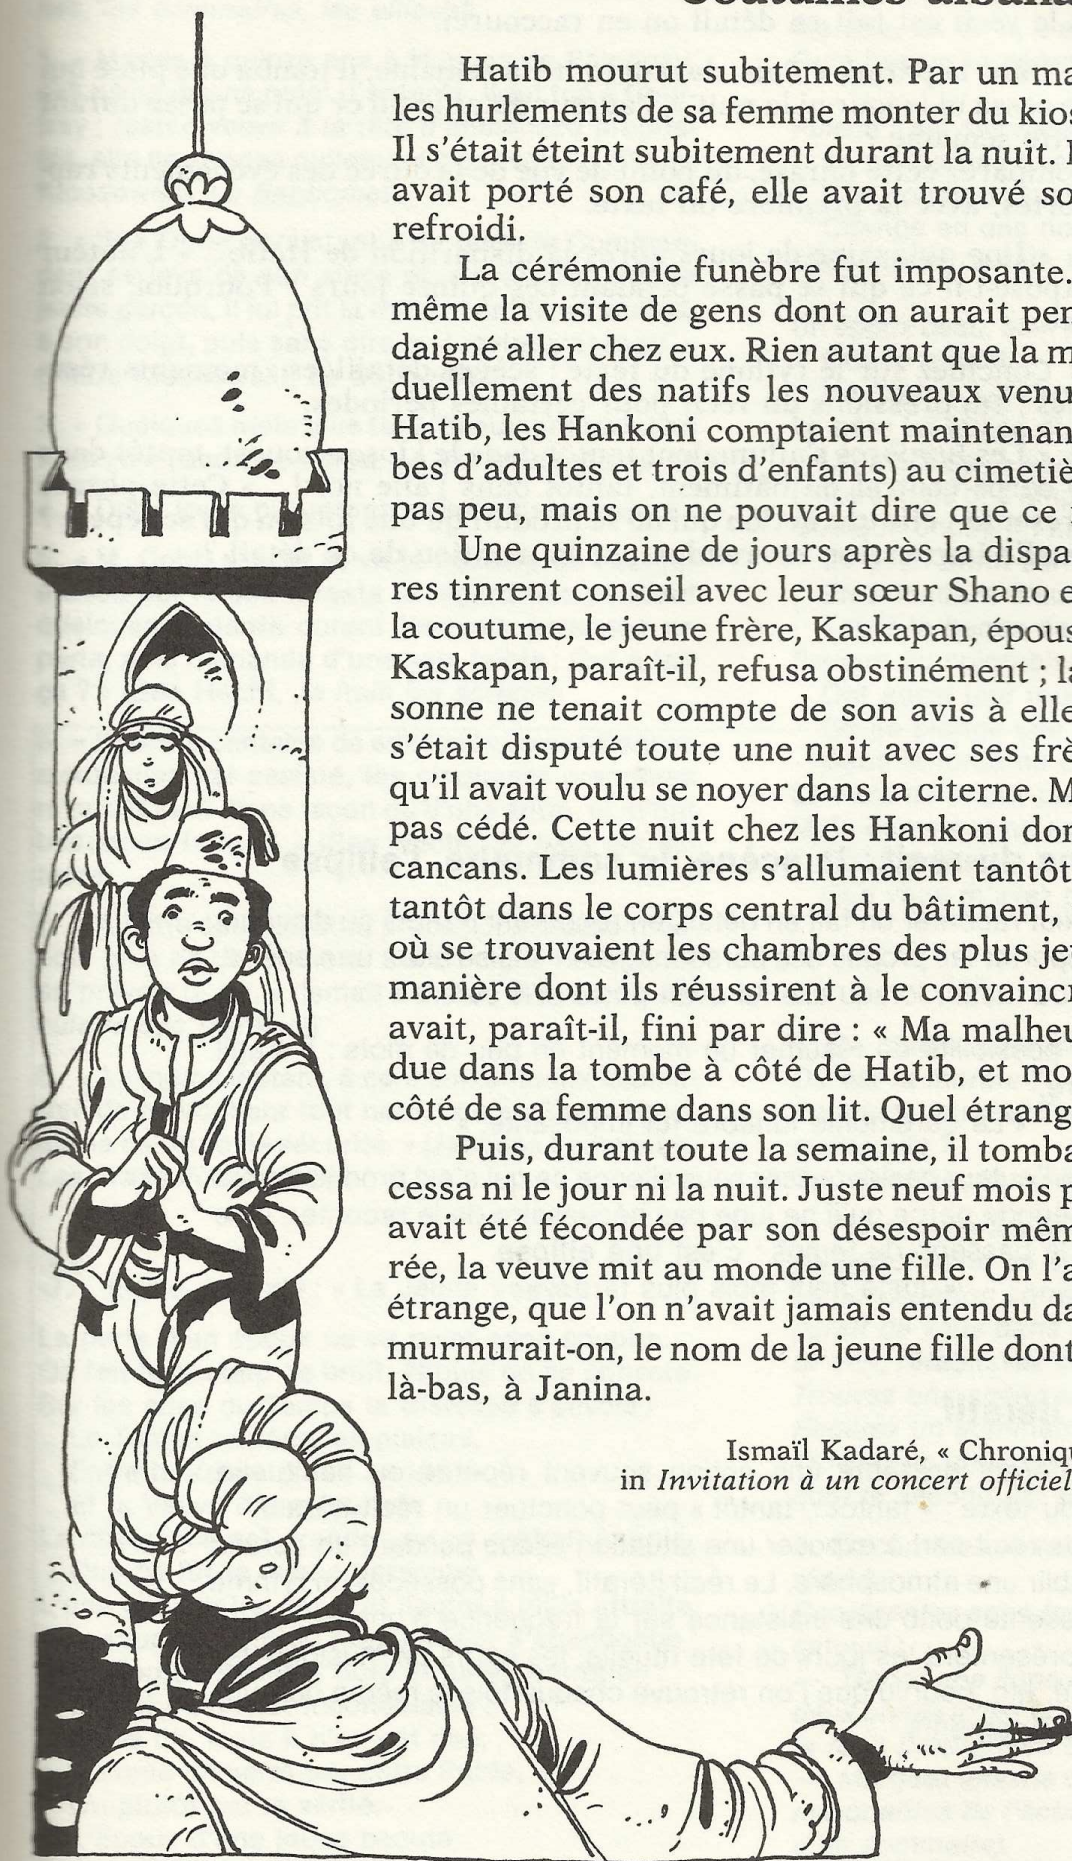 Hatib mourut subitement. Par un ma
les hurlements de sa femme monter du kios
Il s'était éteint subitement durant la nuit.
avait porté son café, elle avait trouvé so
refroidi.
La cérémonie funèbre fut imposante.
même la visite de gens dont on aurait pen
daigné aller chez eux. Rien autant que la m
duellement des natifs les nouveaux venu
Hatib, les Hankoni comptaient maintenan
bes d'adultes et trois d'enfants) au cimetiè
pas peu, mais on ne pouvait dire que ce
Une quinzaine de jours après la dispa
res tinrent conseil avec leur sœur Shano e
la coutume, le jeune frère, Kaskapan, épous
Kaskapan, paraît-il, refusa obstinément ; la
sonne ne tenait compte de son avis à elle
s'était disputé toute une nuit avec ses frè
qu'il avait voulu se noyer dans la citerne. M
pas cédé. Cette nuit chez les Hankoni don
cancans. Les lumières s'allumaient tantôt
tantôt dans le corps central du bâtiment,
où se trouvaient les chambres des plus jeu
manière dont ils réussirent à le convaincr
avait, paraît-il, fini par dire : « Ma malheu
due dans la tombe à côté de Hatib, et mo
côté de sa femme dans son lit. Quel étrang
Puis, durant toute la semaine, il tomba
cessa ni le jour ni la nuit. Juste neuf mois p
avait été fécondée par son désespoir mêm
rée, la veuve mit au monde une fille. On l'a
étrange, que l'on n'avait jamais entendu da
murmurait-on, le nom de la jeune fille dont
là-bas, à Janina.
Ismaïl Kadaré, « Chroniqu
in Invitation à un concert officiel